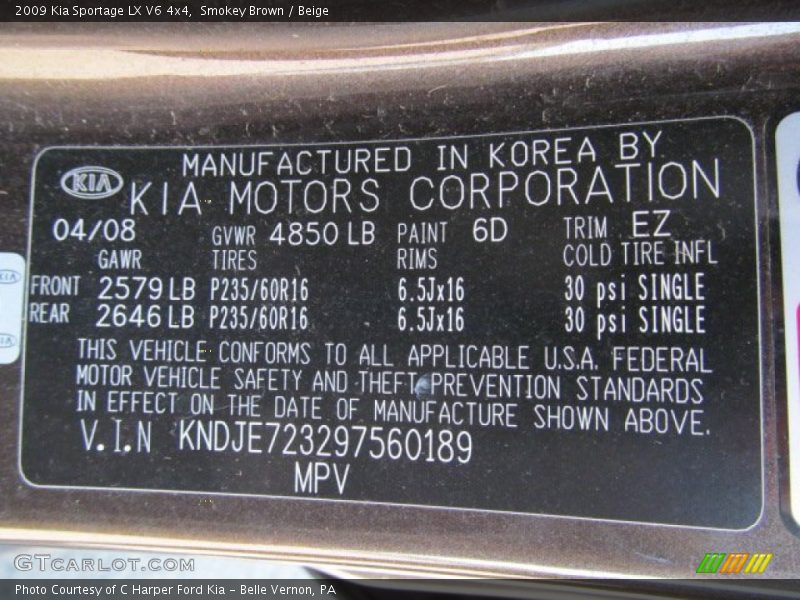 2009 Kia Sportage LX V6 4x4, Smokey Brown / Beige
MANUFACTURED IN KOREA BY
KIA KIA MOTORS CORPORATION
04/08 GVWR 4850 LB PAINT 6D TRIM EZ
GAWR TIRES RIMS COLD TIRE INFL
FRONT 2579 LB P235/60R16 6.5Jx16 30 psi SINGLE
REAR 2646 LB P235/60R16 6.5Jx16 30 psi SINGLE
THIS VEHICLE CONFORMS TO ALL APPLICABLE U.S.A. FEDERAL
MOTOR VEHICLE SAFETY AND THEFT PREVENTION STANDARDS
IN EFFECT ON THE DATE OF MANUFACTURE SHOWN ABOVE.
V.I.N KNDJE723297560189
MPV
GTCARLOT.COM
Photo Courtesy of C Harper Ford Kia - Belle Vernon, PA